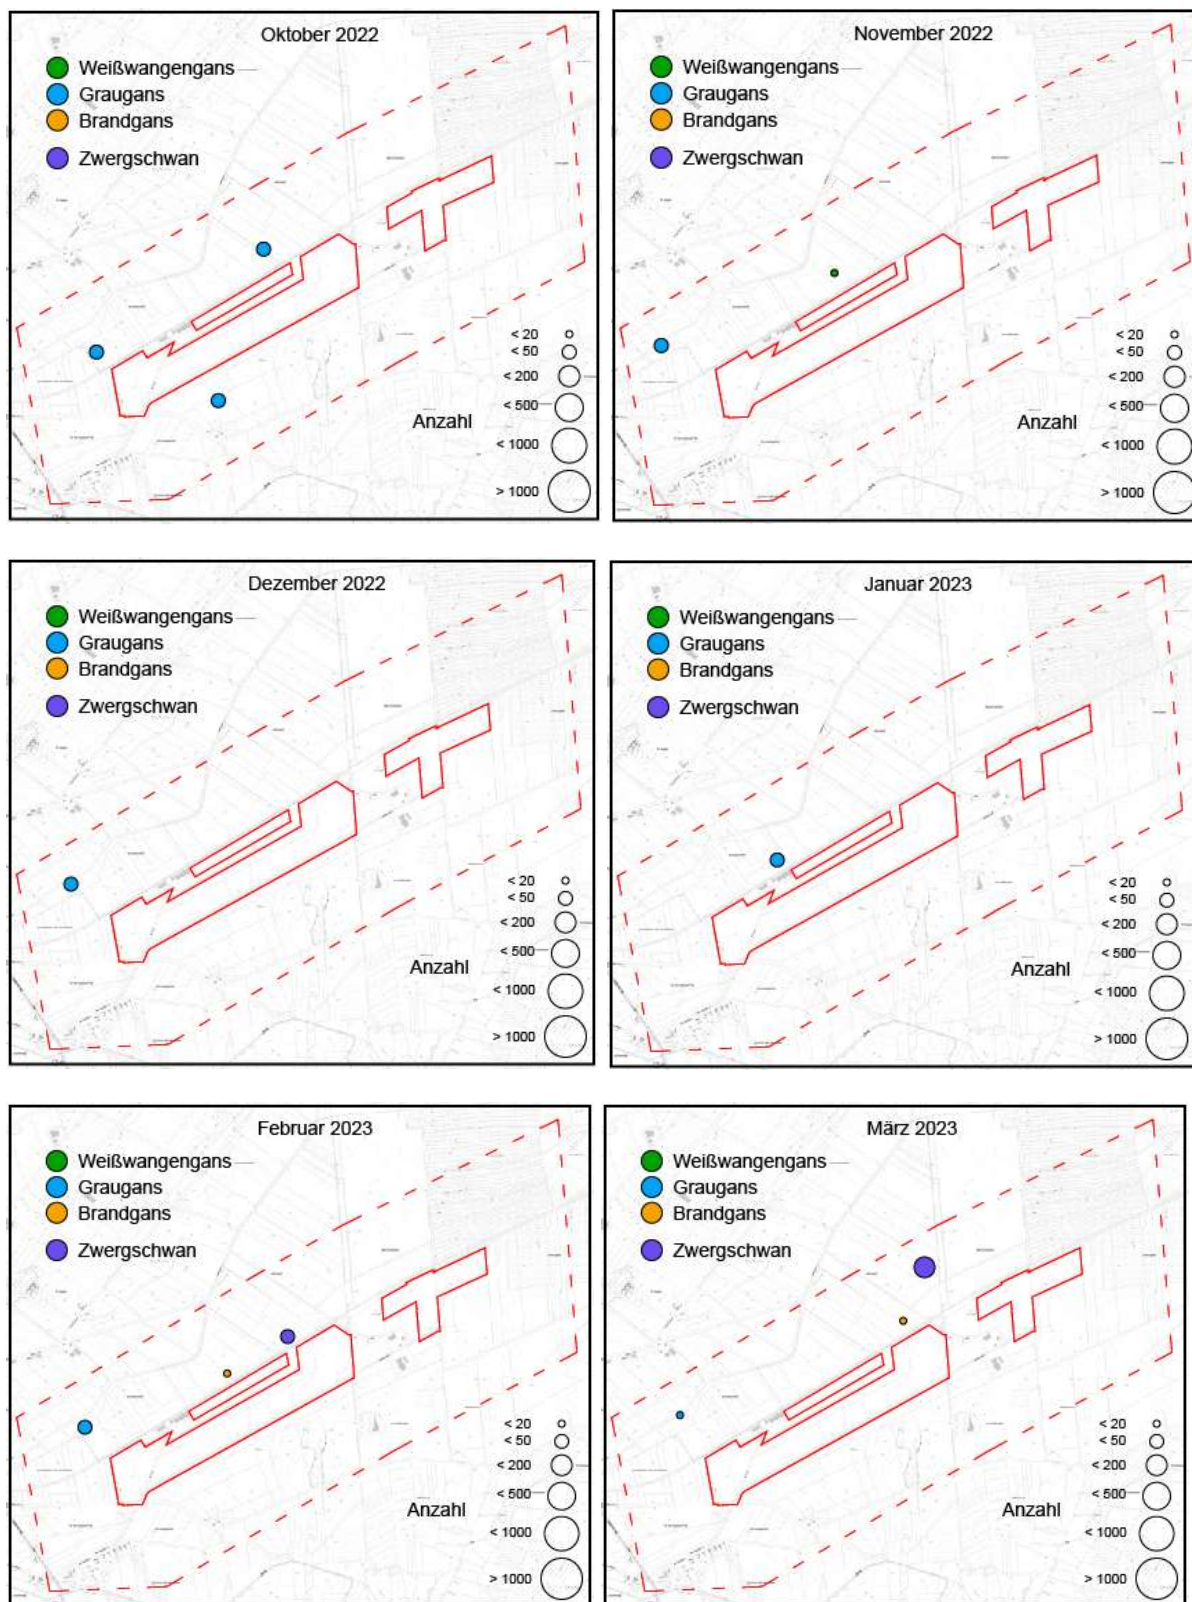 Oktober 2022
Weißwangengans
Graugans
Brandgans
Zwergschwan
< 20
< 50
< 200
< 500
Anzahl
< 1000
> 1000
November 2022
Weißwangengans
Graugans
Brandgans
Zwergschwan
< 20
< 50
< 200
< 500
Anzahl
< 1000
> 1000
Dezember 2022
Weißwangengans
Graugans
Brandgans
Zwergschwan
< 20
< 50
< 200
< 500
Anzahl
< 1000
> 1000
Januar 2023
Weißwangengans
Graugans
Brandgans
Zwergschwan
< 20
< 50
< 200
< 500
Anzahl
< 1000
> 1000
Februar 2023
Weißwangengans
Graugans
Brandgans
Zwergschwan
< 20
< 50
< 200
< 500
Anzahl
< 1000
> 1000
März 2023
Weißwangengans
Graugans
Brandgans
Zwergschwan
< 20
< 50
< 200
< 500
Anzahl
< 1000
> 1000